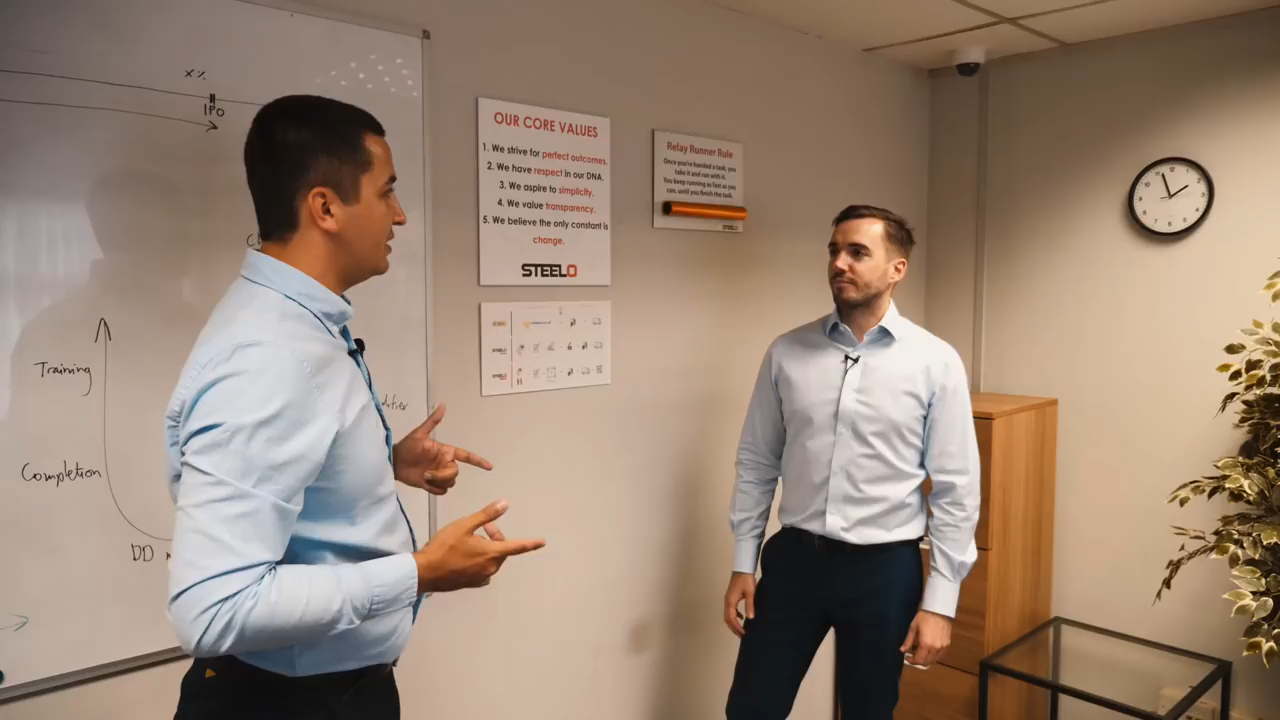 x%
IPO
Training
Completion
DD
OUR CORE VALUES
1. We strive for perfect outcomes.
2. We have respect in our DNA.
3. We aspire to simplicity.
4. We value transparency.
5. We believe the only constant is
change.
STEELO
Relay Runner Rule
Once you're handed a task, you
take it and run with it.
You keep running as fast as you
can, until you finish the task.
STEELO